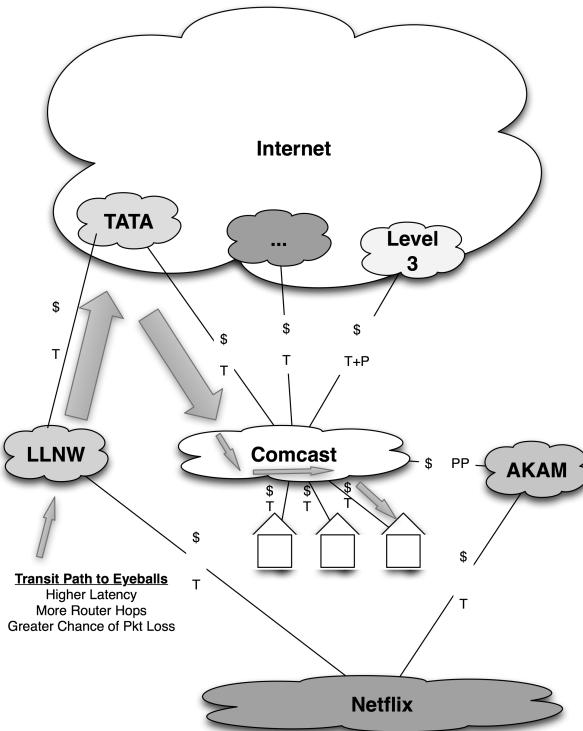 Internet
TATA
...
Level
3
$
$
$
$
T
T
T
T+P
LLNW
Comcast
$
PP
AKAM
$
T
$
T
$
T
$
T
$
T
Transit Path to Eyeballs
Higher Latency
More Router Hops
Greater Chance of Pkt Loss
Netflix